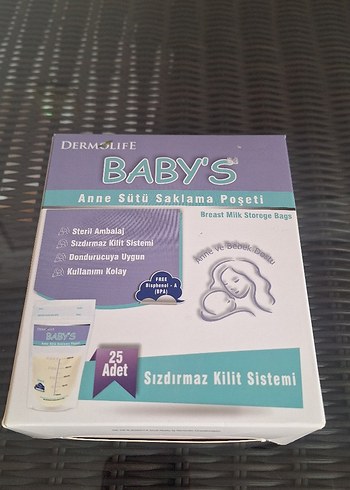 DERMOLIFE
BABY'S
Anne Sütü Saklama Poşeti
Breast Milk Storege Bags
Steril Ambalaj
Sızdırmaz Kilit Sistemi
Dondurucuya Uygun
Kullanımı Kolay
Anne ve Bebek Dostu
FREE
Bisphenol - A
(BPA)
BABY'S
25
Adet
Sızdırmaz Kilit Sistemi